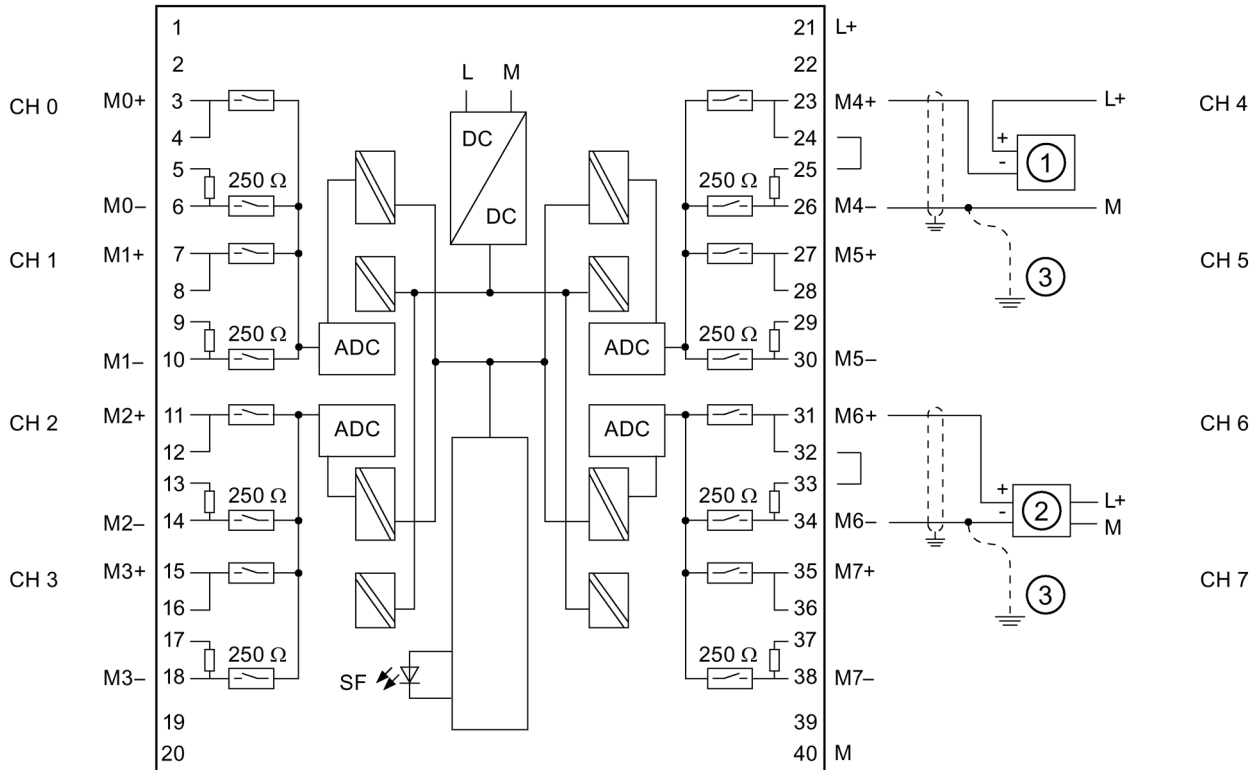 1 21 L+
2 22
L M
CH 0 M0+ 3 23 M4+ L+ CH 4
DC
4 24 +
5 250 Ω 250 Ω 25 - 1
M0– 6 26 M4– M
DC
CH 1 M1+ 7 27 M5+ CH 5
3
8 28
9 250 Ω 250 Ω 29
ADC ADC
M1– 10 30 M5–
CH 2 M2+ 11 31 M6+ CH 6
ADC ADC
12 32
13 250 Ω 250 Ω 33 + L+
2
M2– 14 34 M6– - M
CH 3 M3+ 15 35 M7+ CH 7
3
16 36
17 250 Ω 250 Ω 37
M3– 18 SF 38 M7–
19 39
20 40 M